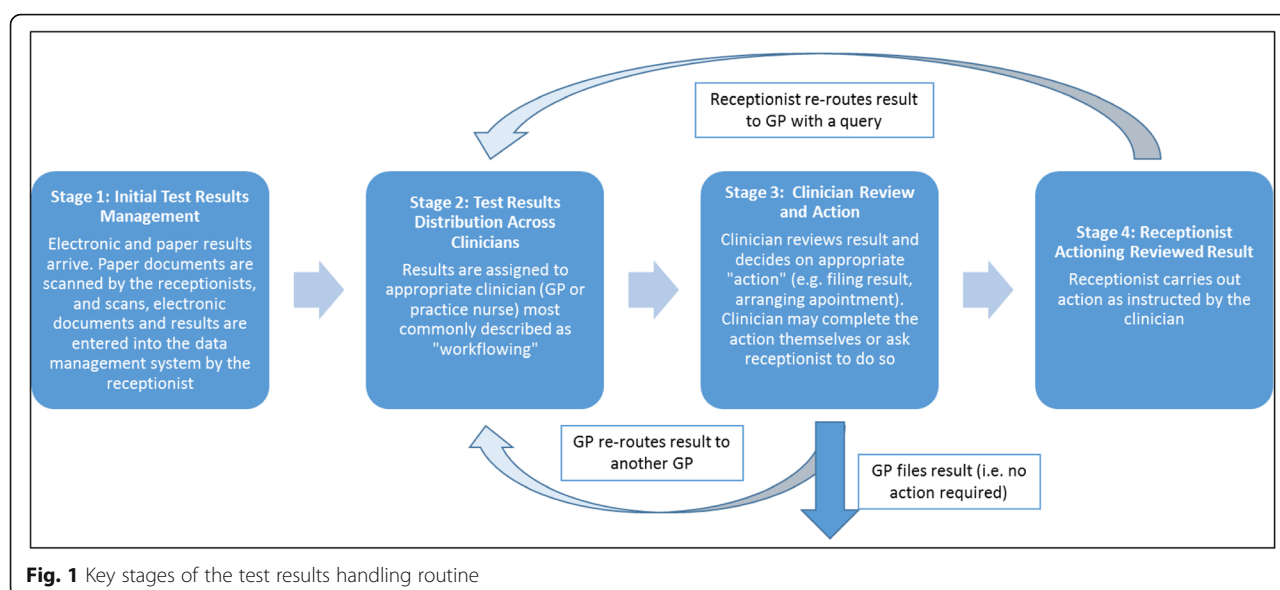 Receptionist re-routes result
to GP with a query
Stage 1: Initial Test Results
Management
Electronic and paper results
arrive. Paper documents are
scanned by the receptionists,
and scans, electronic
documents and results are
entered into the data
management system by the
receptionist
Stage 2: Test Results
Distribution Across
Clinicians
Results are assigned to
appropriate clinician (GP or
practice nurse) most
commonly described as
"workflowing"
Stage 3:  Clinician Review
and Action
Clinician reviews result and
decides on appropriate
"action" (e.g. filing result,
arranging apointment).
Clinician may complete the
action themselves or ask
receptionist to do so
Stage 4: Receptionist
Actioning Reviewed Result
Receptionist carries out
action as instructed by the
clinician
GP re-routes result to
another GP
GP files result (i.e. no
action required)
Fig. 1 Key stages of the test results handling routine